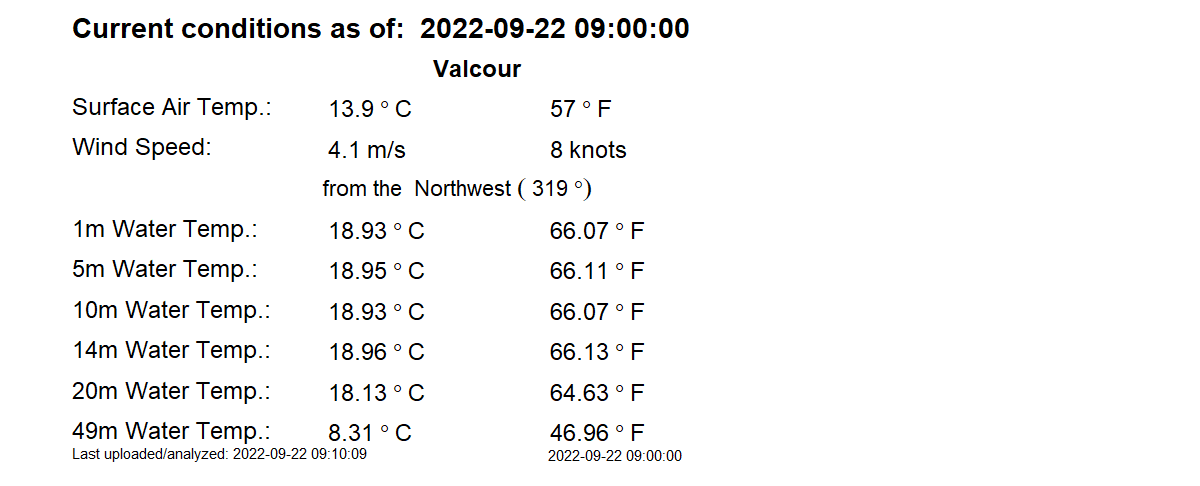 Current conditions as of: 2022-09-22 09:00:00
Valcour
Surface Air Temp.: 13.9 ° C 57 ° F
Wind Speed: 4.1 m/s 8 knots
from the Northwest ( 319 °)
1m Water Temp.: 18.93 ° C 66.07 ° F
5m Water Temp.: 18.95 ° C 66.11 ° F
10m Water Temp.: 18.93 ° C 66.07 ° F
14m Water Temp.: 18.96 ° C 66.13 ° F
20m Water Temp.: 18.13 ° C 64.63 ° F
49m Water Temp.: 8.31 ° C 46.96 ° F
Last uploaded/analyzed: 2022-09-22 09:10:09 2022-09-22 09:00:00